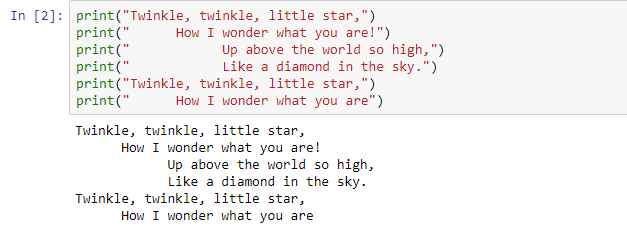 In [2]: print("Twinkle, twinkle, little star,")
print("      How I wonder what you are!")
print("            Up above the world so high,")
print("            Like a diamond in the sky.")
print("Twinkle, twinkle, little star,")
print("      How I wonder what you are")
Twinkle, twinkle, little star,
      How I wonder what you are!
            Up above the world so high,
            Like a diamond in the sky.
Twinkle, twinkle, little star,
      How I wonder what you are